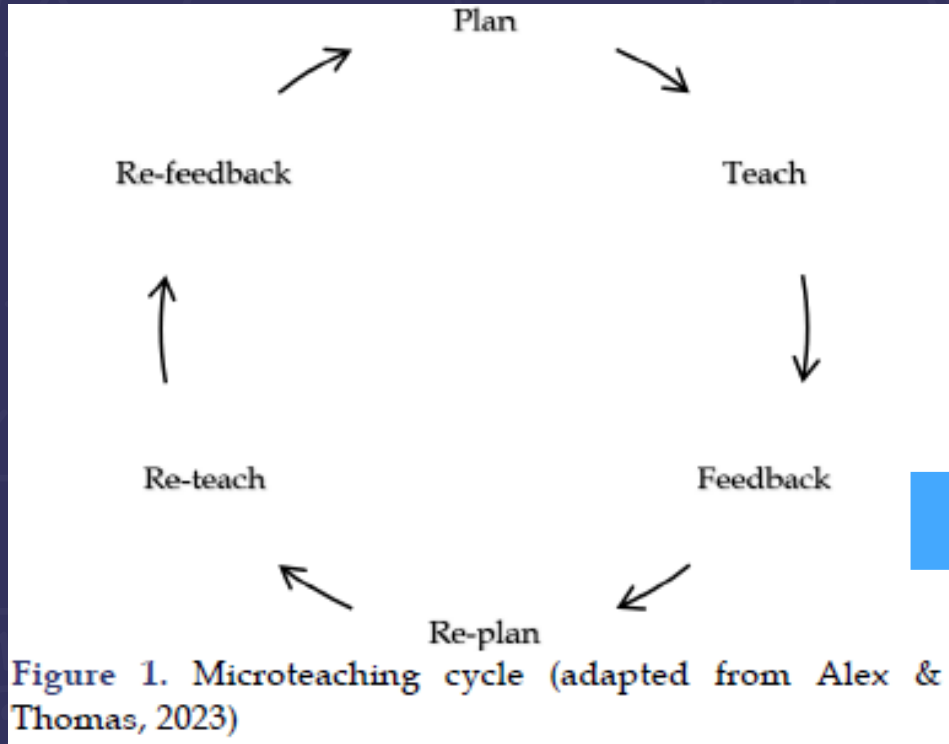 Plan
Re-feedback
Teach
Re-teach
Feedback
Re-plan
Figure 1. Microteaching cycle (adapted from Alex &
Thomas, 2023)